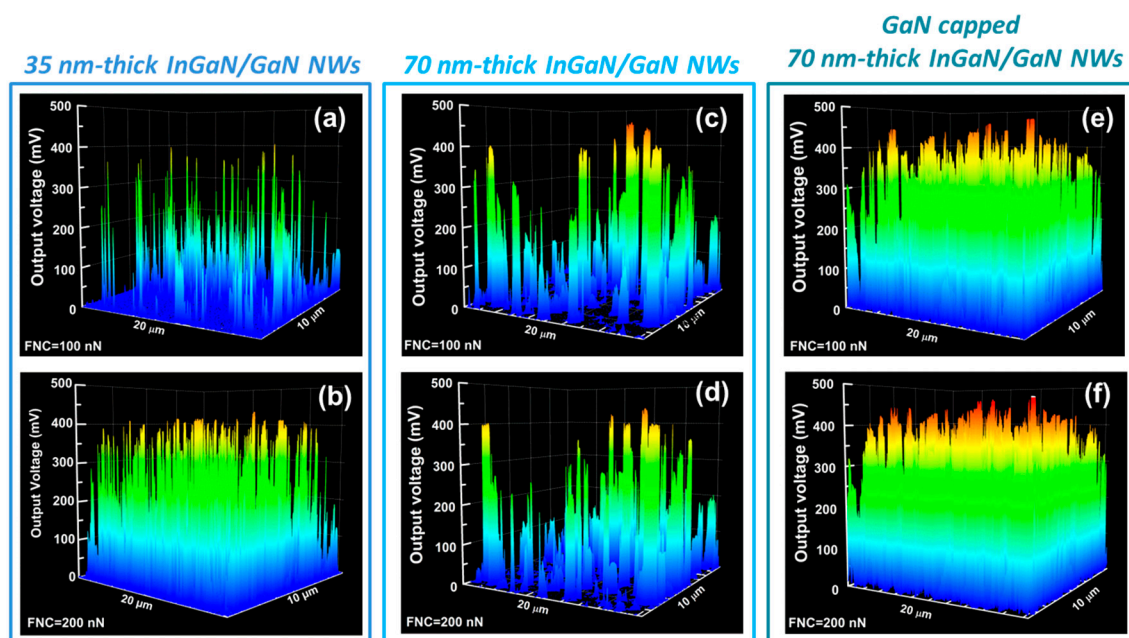 35 nm-thick InGaN/GaN NWs
70 nm-thick InGaN/GaN NWs
GaN capped
70 nm-thick InGaN/GaN NWs
(a)
Output voltage (mV)
500
400
300
200
100
0
20 μm
10 μm
FNC=100 nN
(c)
Output voltage (mV)
500
400
300
200
100
0
20 μm
10 μm
FNC=100 nN
(e)
Output voltage (mV)
500
400
300
200
100
0
20 μm
10 μm
FNC=100 nN
(b)
Output Voltage (mV)
500
400
300
200
100
0
20 μm
10 μm
FNC=200 nN
(d)
Output voltage (mV)
500
400
300
200
100
0
20 μm
10 μm
FNC=200 nN
(f)
Output voltage (mV)
500
400
300
200
100
0
20 μm
10 μm
FNC=200 nN